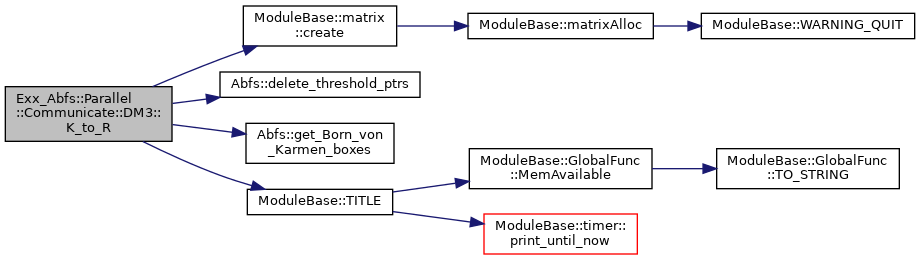 Exx_Abfs::Parallel
::Communicate::DM3::
K_to_R
ModuleBase::matrix
::create
ModuleBase::matrixAlloc
ModuleBase::WARNING_QUIT
Abfs::delete_threshold_ptrs
Abfs::get_Born_von
_Karmen_boxes
ModuleBase::TITLE
ModuleBase::GlobalFunc
::MemAvailable
ModuleBase::GlobalFunc
::TO_STRING
ModuleBase::timer::
print_until_now